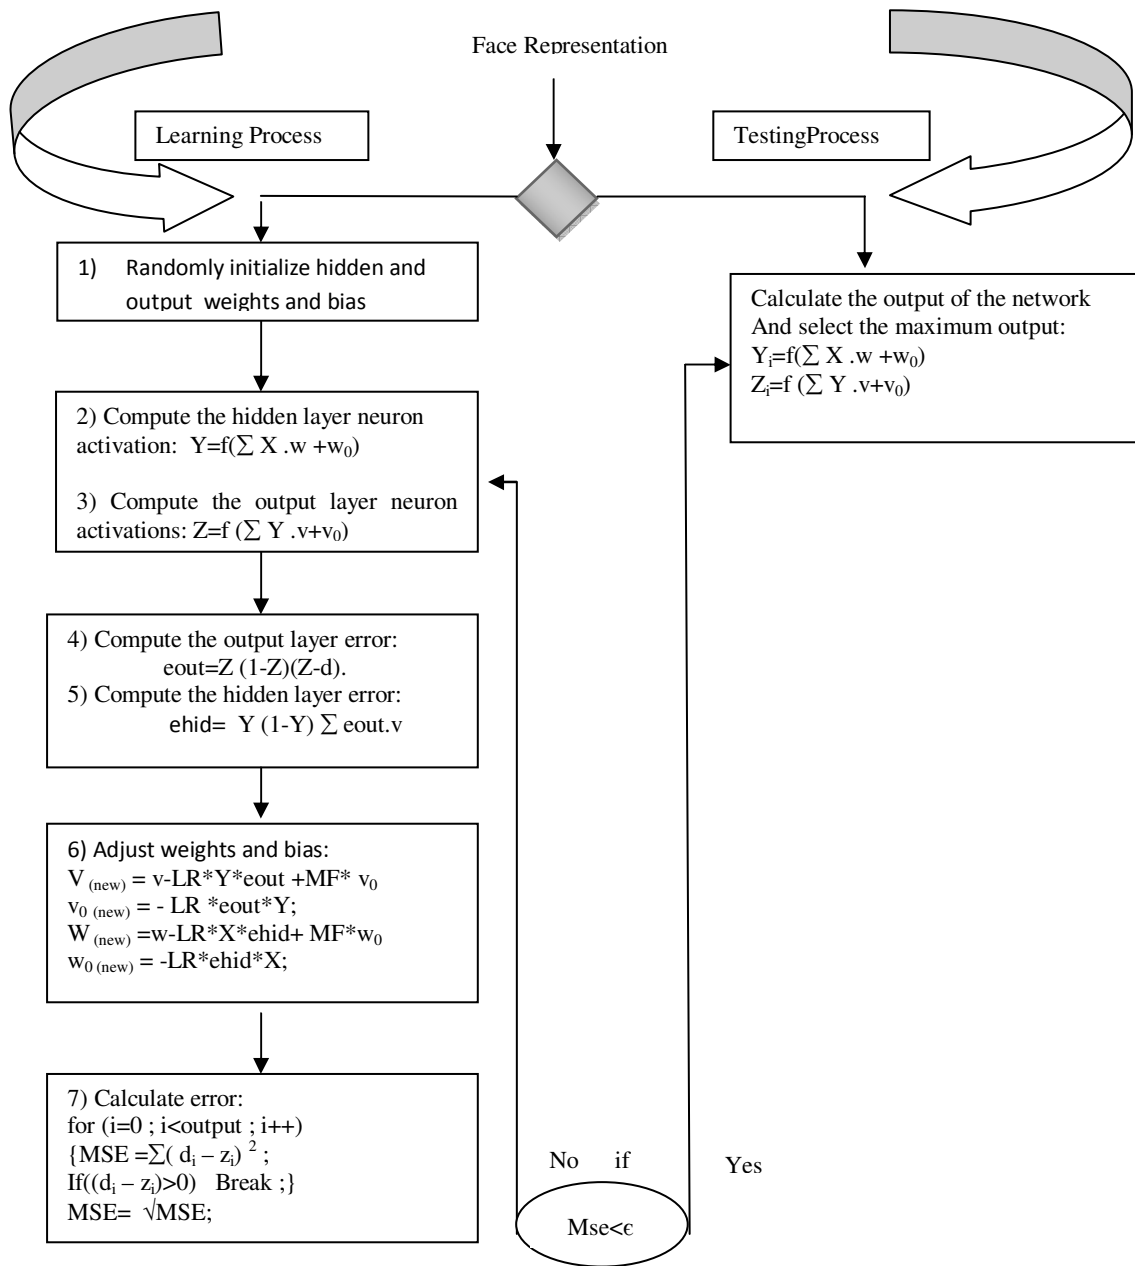 Face Representation
Learning Process
TestingProcess
1) Randomly initialize hidden and
output weights and bias
2) Compute the hidden layer neuron
activation: Y=f(∑ X .w +w₀)
3) Compute the output layer neuron
activations: Z=f (∑ Y .v+v₀)
4) Compute the output layer error:
eout=Z (1-Z)(Z-d).
5) Compute the hidden layer error:
ehid= Y (1-Y) ∑ eout.v
6) Adjust weights and bias:
V (new) = v-LR*Y*eout +MF* v₀
v₀ (new) = - LR *eout*Y;
W (new) =w-LR*X*ehid+ MF*w₀
w₀ (new) = -LR*ehid*X;
7) Calculate error:
for (i=0 ; i<output ; i++)
{MSE =∑( dᵢ – zᵢ) ² ;
If((dᵢ – zᵢ)>0) Break ;}
MSE= √MSE;
No if
Yes
Mse<ϵ
Calculate the output of the network
And select the maximum output:
Yᵢ=f(∑ X .w +w₀)
Zᵢ=f (∑ Y .v+v₀)